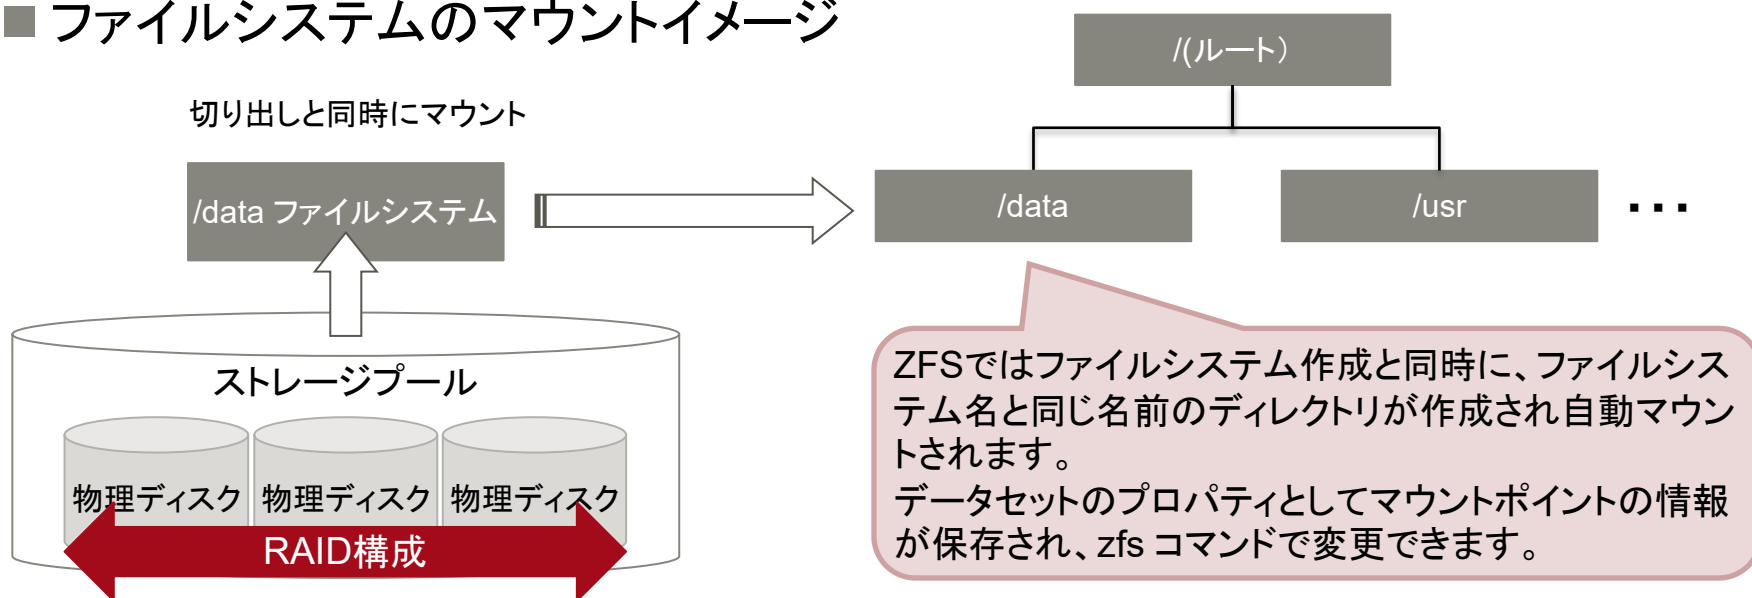 ■ ファイルシステムのマウントイメージ
切り出しと同時にマウント
/data ファイルシステム
ストレージプール
物理ディスク 物理ディスク 物理ディスク
RAID構成
/(ルート）
/data /usr ・・・
ZFSではファイルシステム作成と同時に、ファイルシス
テム名と同じ名前のディレクトリが作成され自動マウン
トされます。
データセットのプロパティとしてマウントポイントの情報
が保存され、zfs コマンドで変更できます。